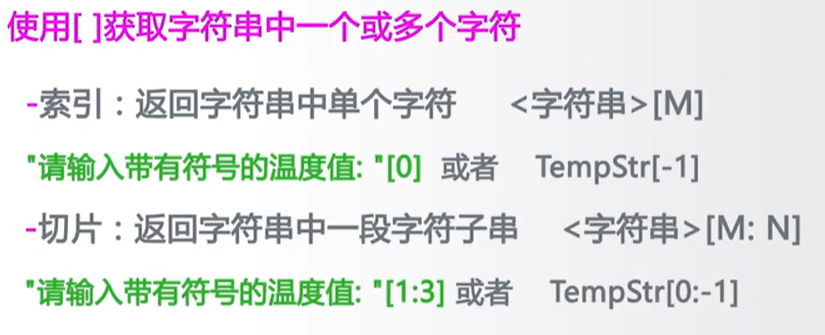 使用[ ]获取字符串中一个或多个字符
-索引：返回字符串中单个字符 <字符串>[M]
"请输入带有符号的温度值: "[0] 或者 TempStr[-1]
-切片：返回字符串中一段字符子串 <字符串>[M: N]
"请输入带有符号的温度值: "[1:3] 或者 TempStr[0:-1]